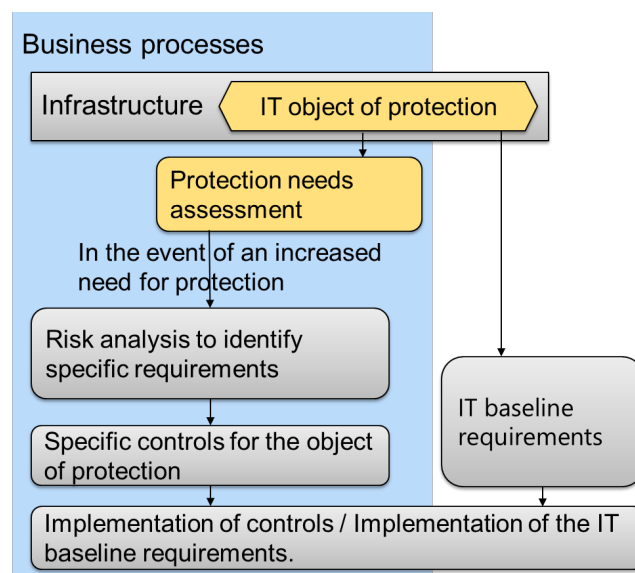 Business processes
Infrastructure
IT object of protection
Protection needs
assessment
In the event of an increased
need for protection
Risk analysis to identify
specific requirements
IT baseline
requirements
Specific controls for the object
of protection
Implementation of controls / Implementation of the IT
baseline requirements.